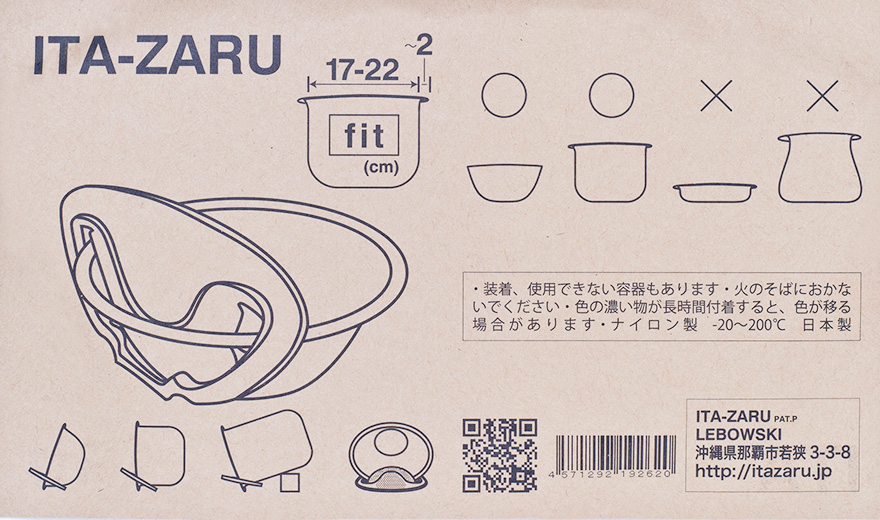 ITA-ZARU
~2
17-22
fit
(cm)
・装着、使用できない容器もあります・火のそばにおかな
いでください・色の濃い物が長時間付着すると、色が移る
場合があります・ナイロン製 -20〜200℃ 日本製
4 571292 192620
ITA-ZARU PAT.P
LEBOWSKI
沖縄県那覇市若狭 3-3-8
http://itazaru.jp